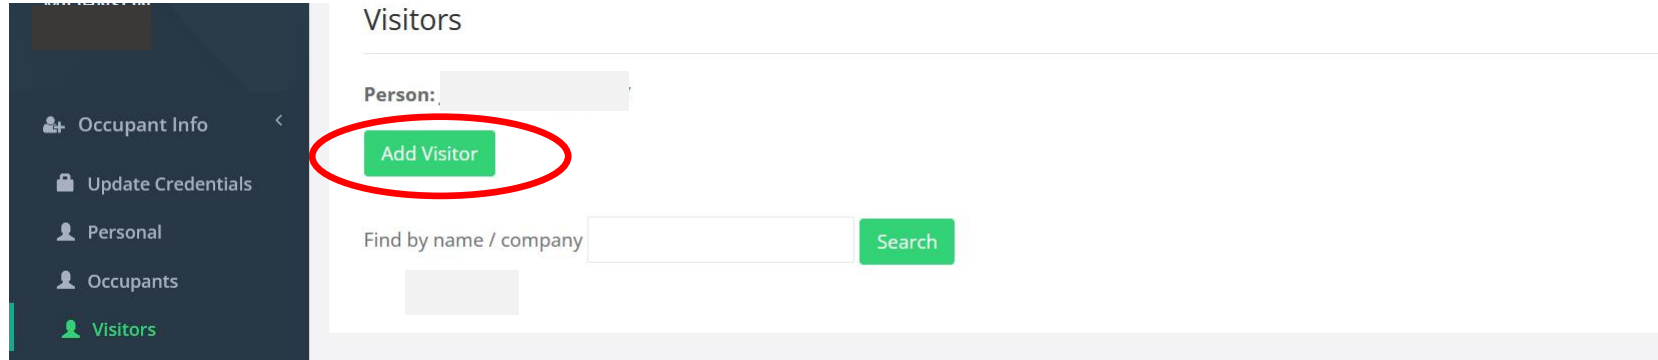 Occupant Info
Update Credentials
Personal
Occupants
Visitors
Visitors
Person:
Add Visitor
Find by name / company
Search